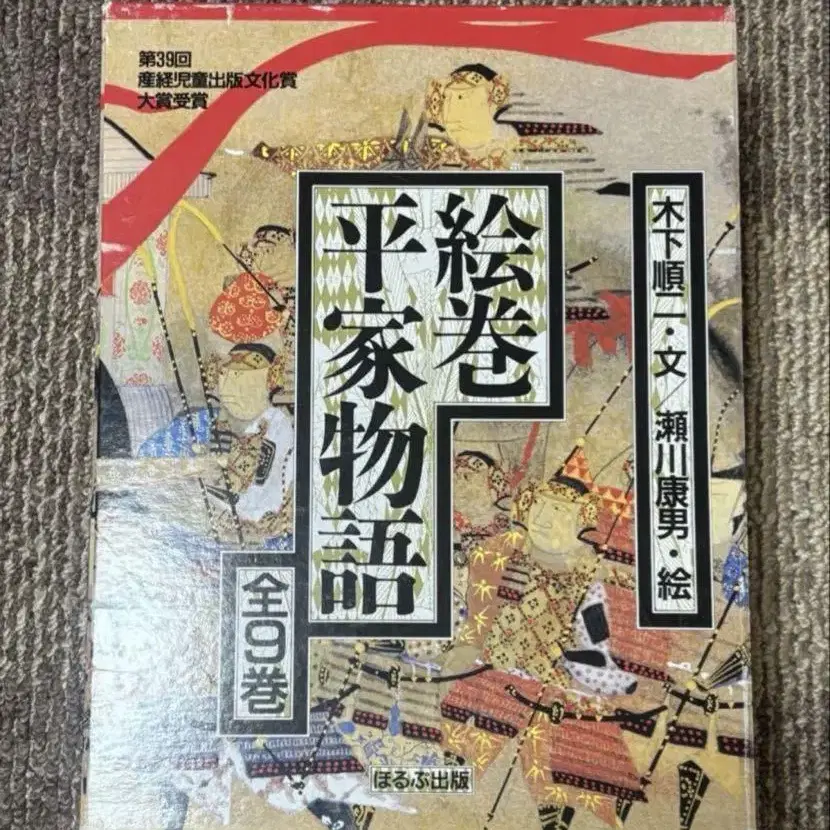 第39回
産経児童出版文化賞
大賞受賞
絵巻
平家物語
全9巻
木下順二・文／瀬川康男・絵
ほるぷ出版